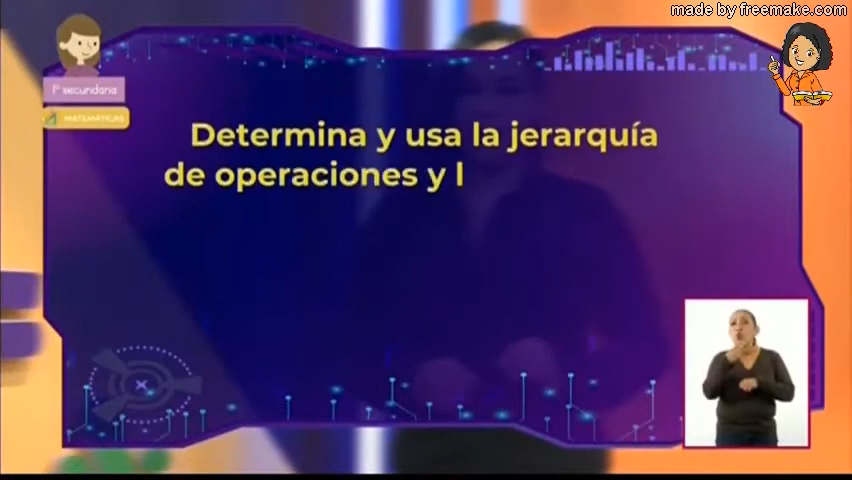 made by freemake.com
1° secundaria
MATEMÁTICAS
Determina y usa la jerarquía
de operaciones y l